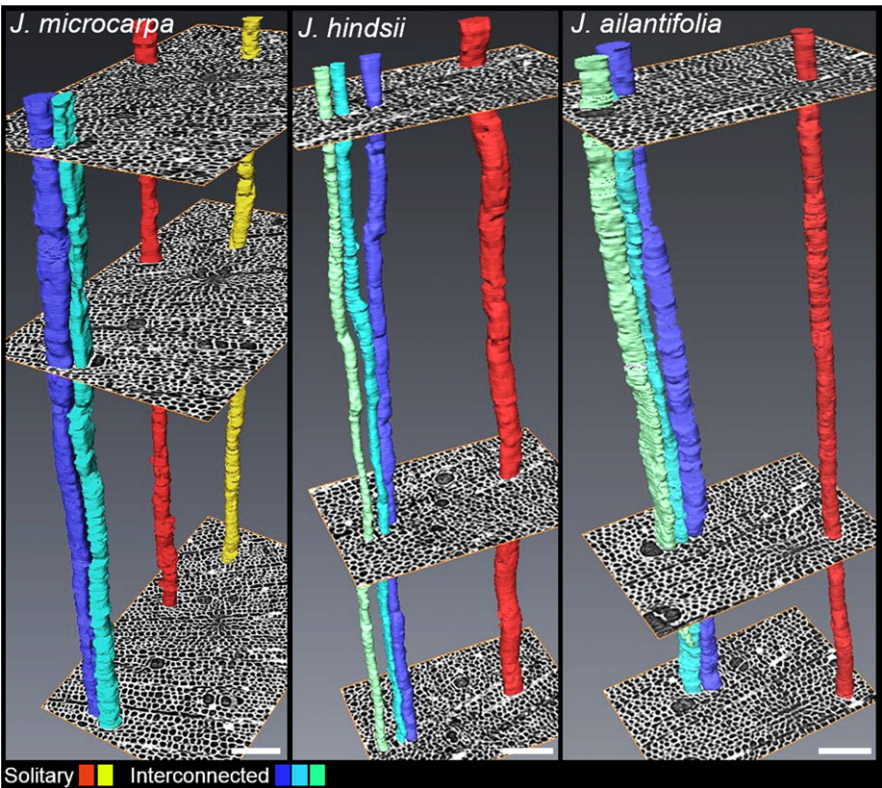 J. microcarpa
J. hindsii
J. ailantifolia
Solitary
Interconnected